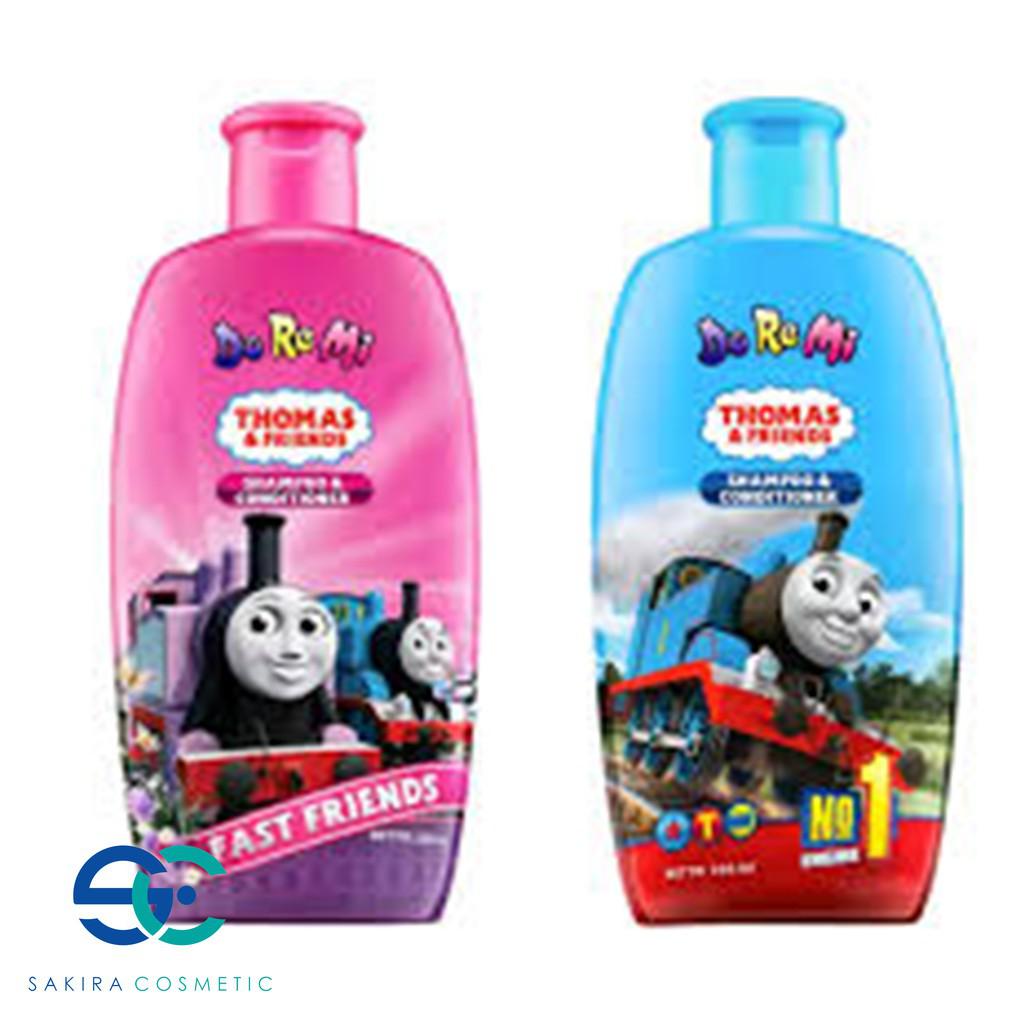 Do Re Mi
THOMAS
& FRIENDS
SHAMPOO &
CONDITIONER
FAST FRIENDS
Do Re Mi
THOMAS
& FRIENDS
SHAMPOO &
CONDITIONER
No 1
NETTO
SAKIRA COSMETIC